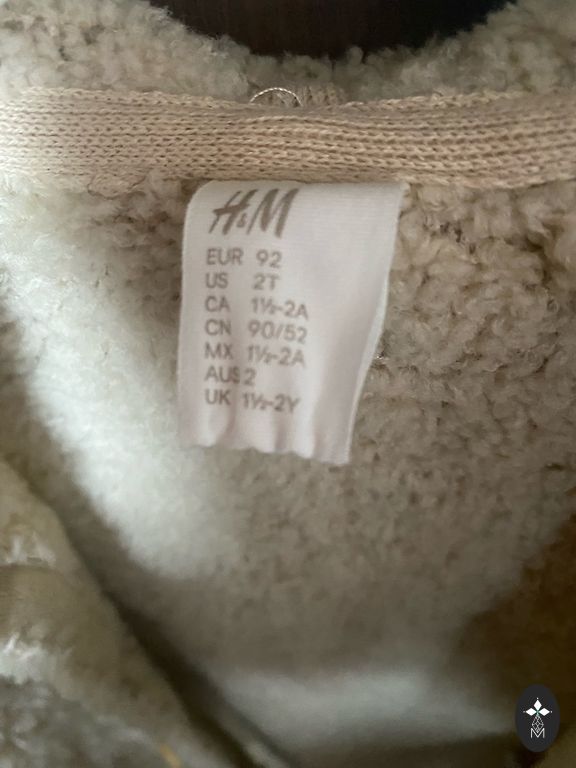 H&M
EUR 92
US 2T
CA 1½-2A
CN 90/52
MX 1½-2A
AUS 2
UK 1½-2Y
M